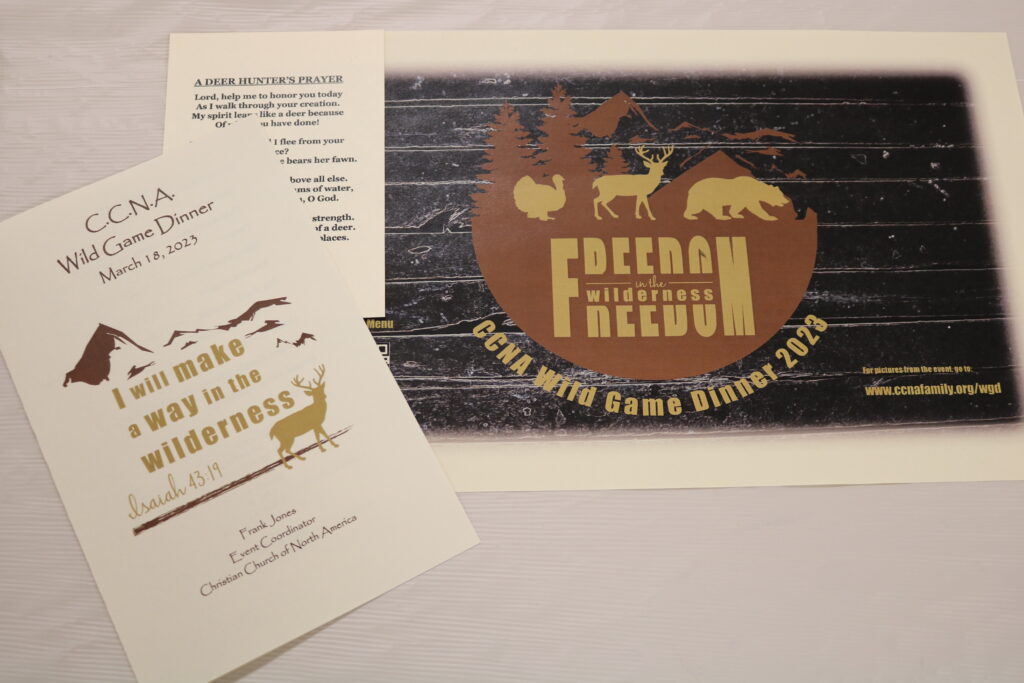 A DEER HUNTER'S PRAYER
Lord, help me to honor you today
As I walk through your creation.
My spirit leaps like a deer because
Of you have done!
I flee from your
bears her fawn.
above all else.
of water,
O God.
strength.
of a deer.
places.
C.C.N.A.
Wild Game Dinner
March 18, 2023
I will make
a way in the
wilderness
Isaiah 43:19
Frank Jones
Event Coordinator
Christian Church of North America
Menu
FREEDOM
in the
wilderness
CCNA Wild Game Dinner 2023
For pictures from the event, go to:
www.ccnafamily.org/wgd